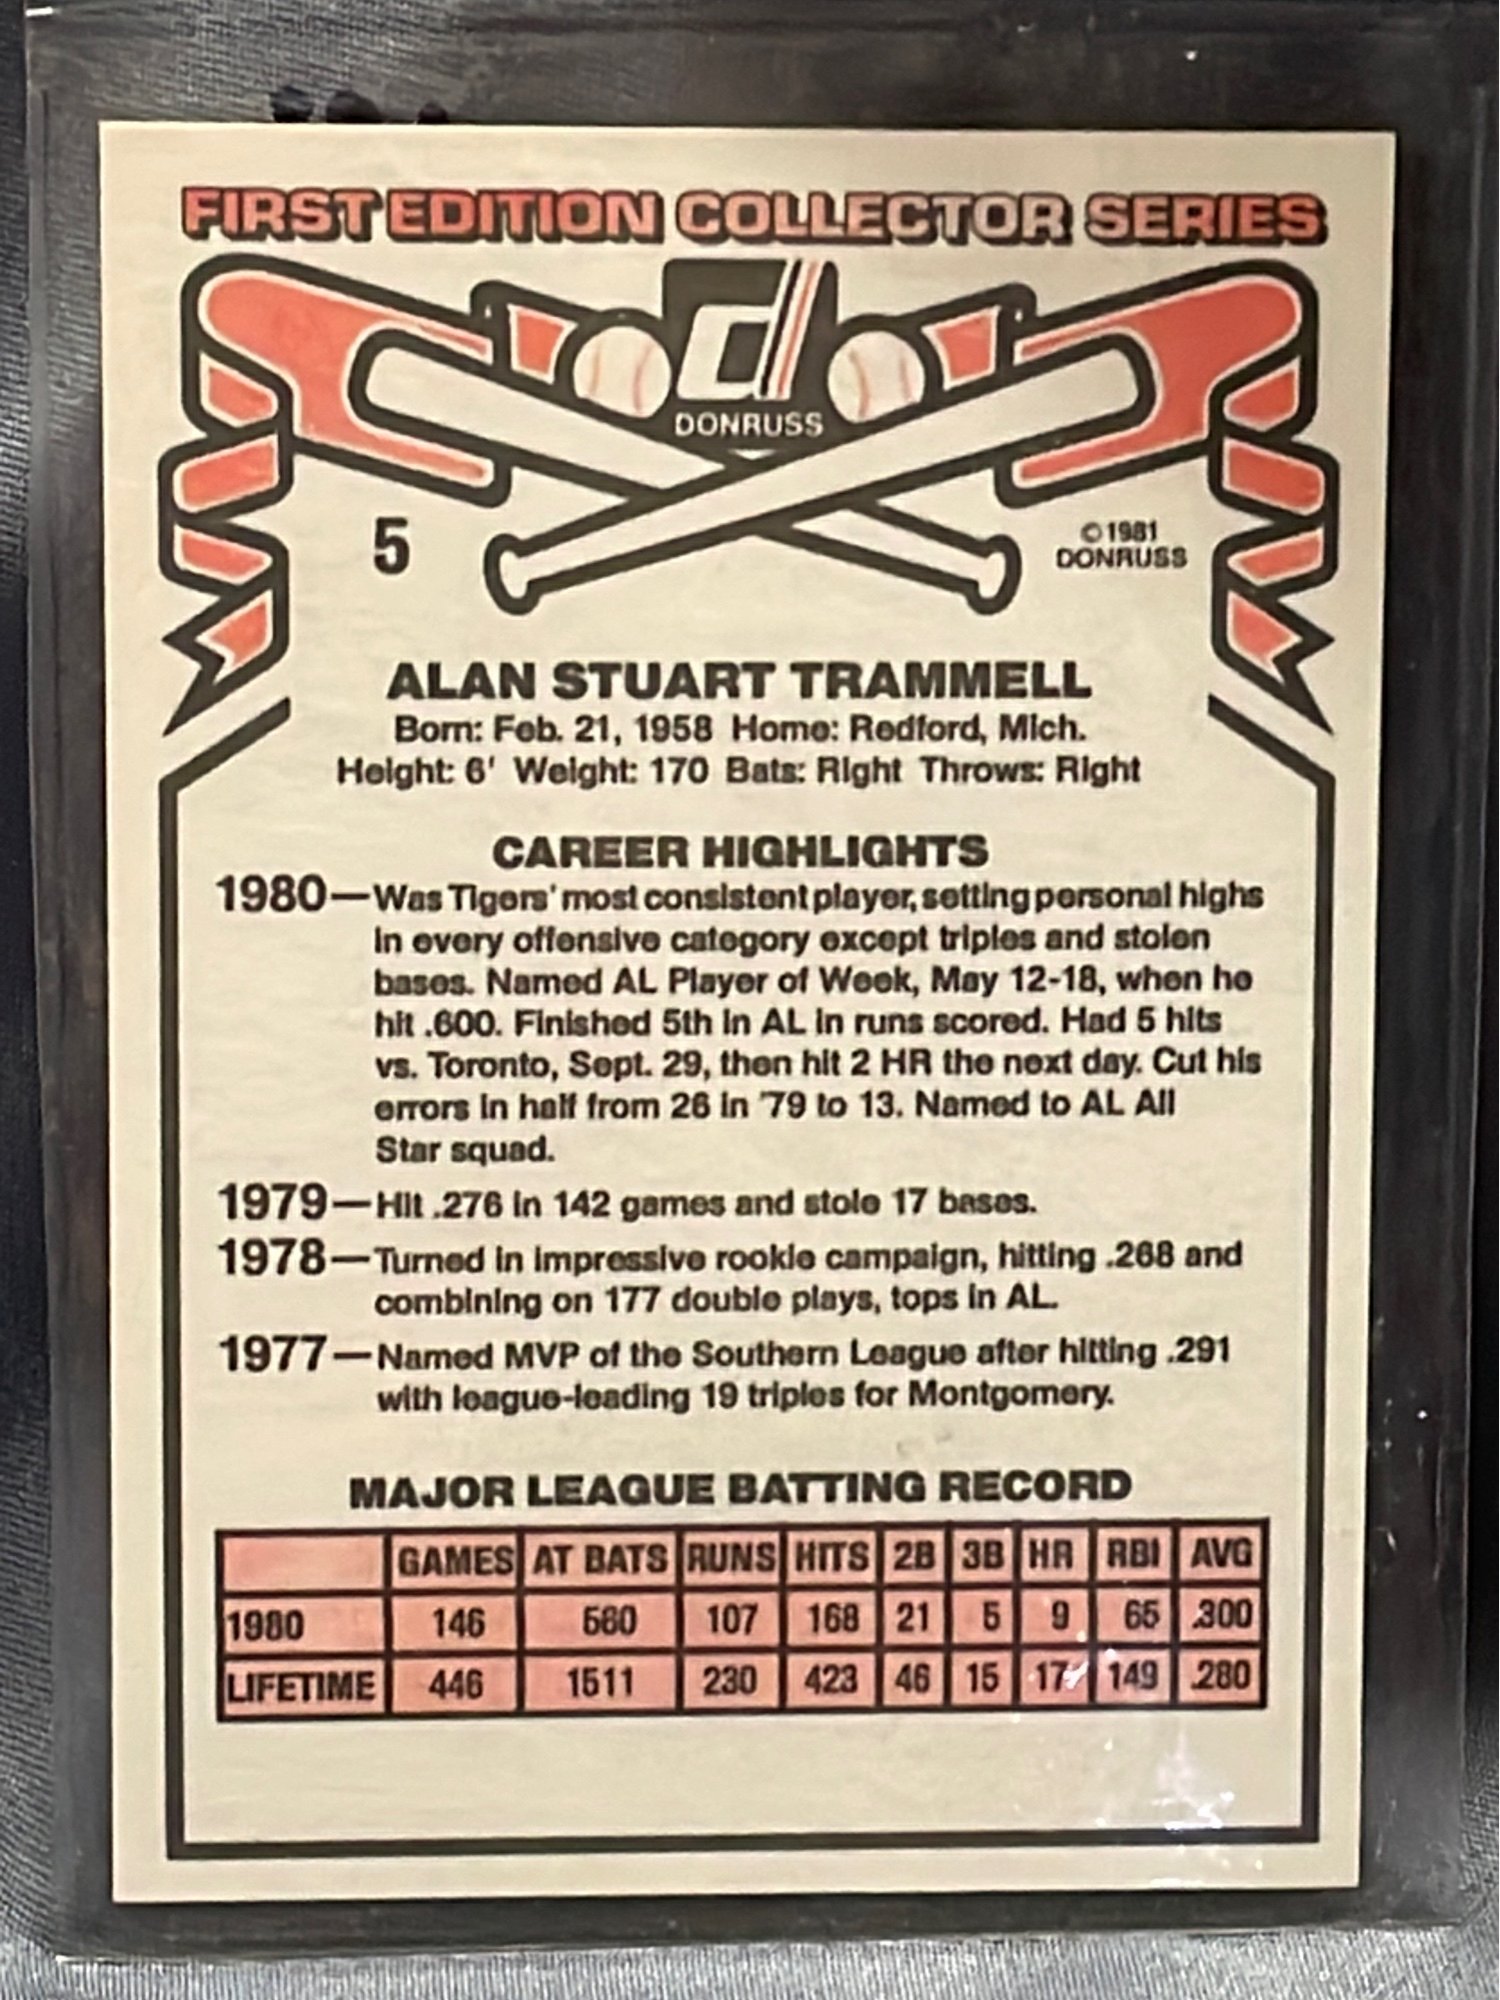 FIRST EDITION COLLECTOR SERIES
d
DONRUSS
5
©1981
DONRUSS
ALAN STUART TRAMMELL
Born: Feb. 21, 1958 Home: Redford, Mich.
Height: 6' Weight: 170 Bats: Right Throws: Right
CAREER HIGHLIGHTS
1980—Was Tigers' most consistent player, setting personal highs
in every offensive category except triples and stolen
bases. Named AL Player of Week, May 12-18, when he
hit .600. Finished 5th in AL in runs scored. Had 5 hits
vs. Toronto, Sept. 29, then hit 2 HR the next day. Cut his
errors in half from 26 in '79 to 13. Named to AL All
Star squad.
1979—Hit .276 in 142 games and stole 17 bases.
1978—Turned in impressive rookie campaign, hitting .268 and
combining on 177 double plays, tops in AL.
1977—Named MVP of the Southern League after hitting .291
with league-leading 19 triples for Montgomery.
MAJOR LEAGUE BATTING RECORD
GAMES AT BATS RUNS HITS 2B 3B HR RBI AVG
1980 146 560 107 168 21 5 9 65 .300
LIFETIME 446 1511 230 423 46 15 17 149 .280